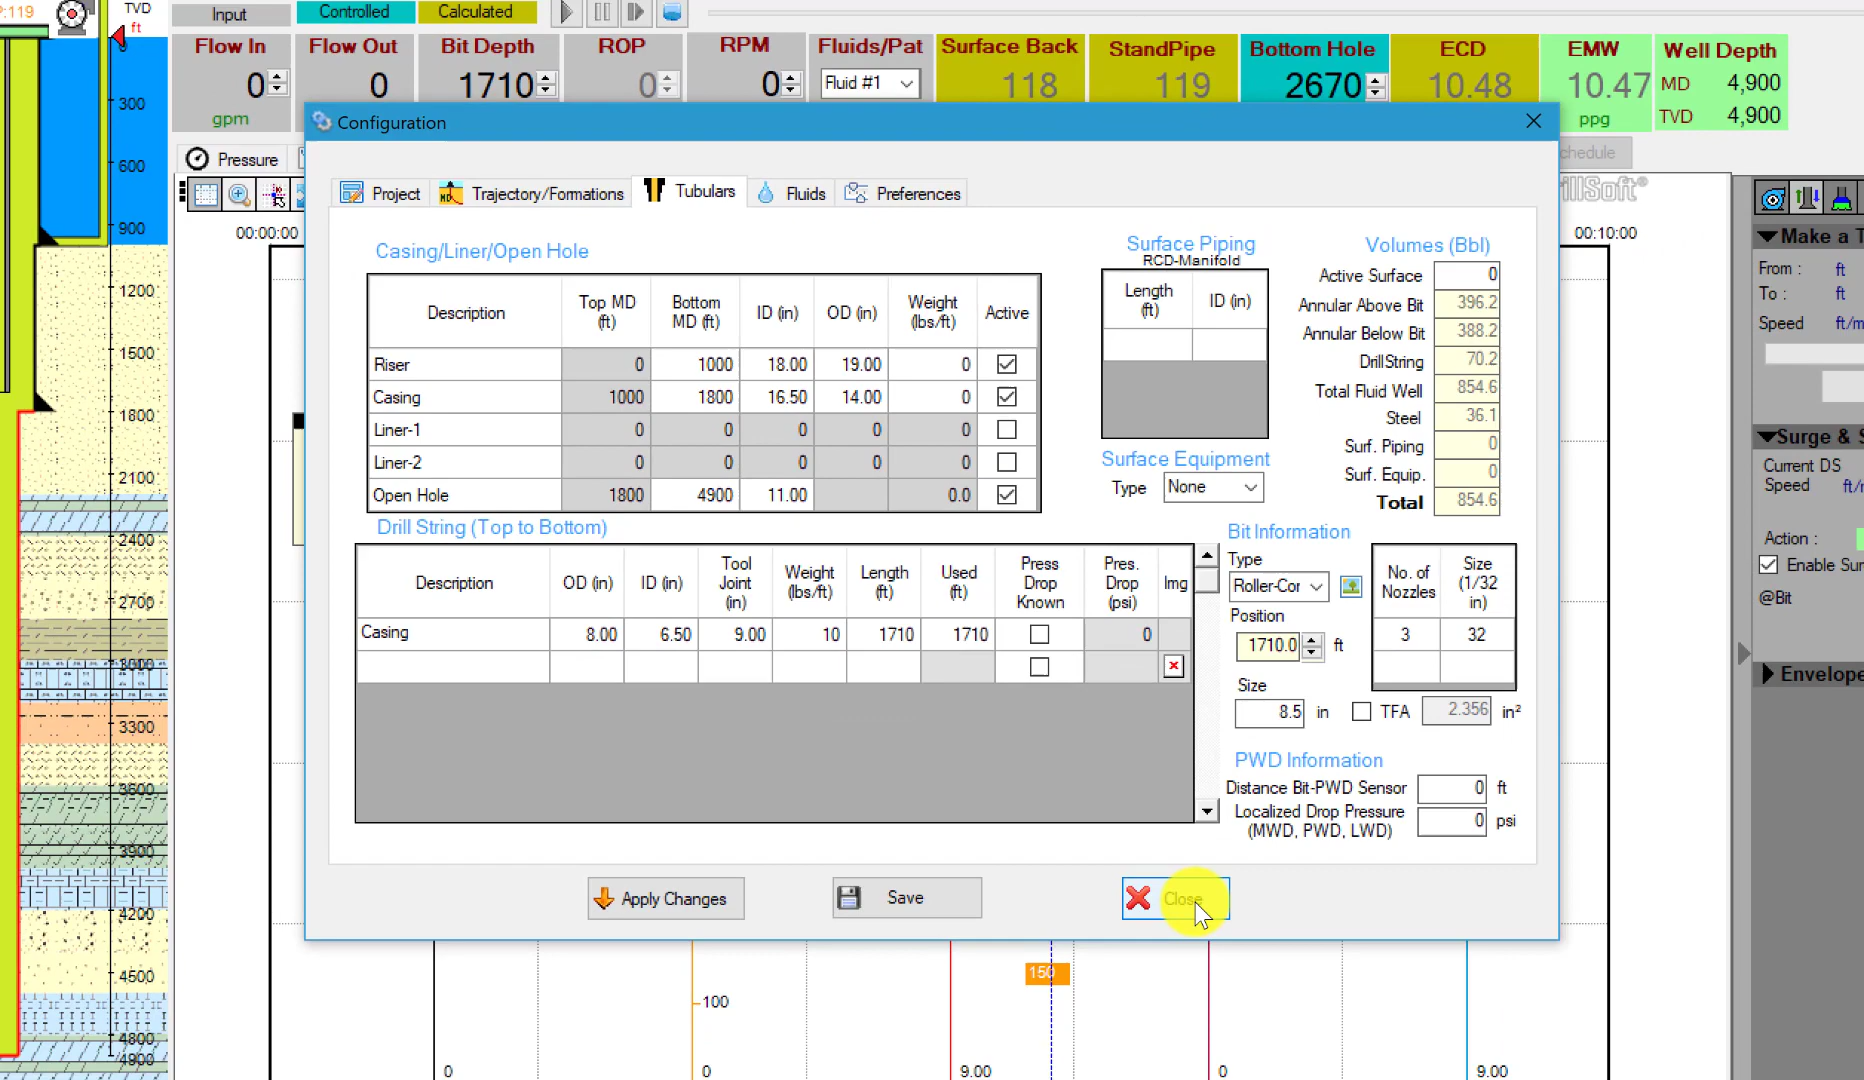 P:119
TVD
ft
Input
Controlled
Calculated
Flow In
0
gpm
Flow Out
0
Bit Depth
1710
ROP
0
RPM
0
Fluids/Pat
Fluid #1
Surface Back
118
StandPipe
119
Bottom Hole
2670
ECD
10.48
EMW
10.47
ppg
Well Depth
MD 4,900
TVD 4,900
Pressure
chedule
illSoft®
00:00:00
00:10:00
0
300
600
900
1200
1500
1800
2100
2400
2700
3000
3300
3600
3900
4200
4500
4800
4900
Configuration
Project
Trajectory/Formations
Tubulars
Fluids
Preferences
Casing/Liner/Open Hole
Description Top MD (ft) Bottom MD (ft) ID (in) OD (in) Weight (lbs/ft) Active
Riser 0 1000 18.00 19.00 0
Casing 1000 1800 16.50 14.00 0
Liner-1 0 0 0 0 0
Liner-2 0 0 0 0 0
Open Hole 1800 4900 11.00 0.0
Surface Piping
RCD-Manifold
Length (ft) ID (in)
Surface Equipment
Type None
Volumes (Bbl)
Active Surface 0
Annular Above Bit 396.2
Annular Below Bit 388.2
DrillString 70.2
Total Fluid Well 854.6
Steel 36.1
Surf. Piping 0
Surf. Equip. 0
Total 854.6
Drill String (Top to Bottom)
Description OD (in) ID (in) Tool Joint (in) Weight (lbs/ft) Length (ft) Used (ft) Press Drop Known Pres. Drop (psi) Img
Casing 8.00 6.50 9.00 10 1710 1710 0
Bit Information
Type
Roller-Cor
Position
1710.0 ft
Size
8.5 in
No. of Nozzles Size (1/32 in)
3 32
TFA 2.356 in²
PWD Information
Distance Bit-PWD Sensor 0 ft
Localized Drop Pressure
(MWD, PWD, LWD) 0 psi
Apply Changes
Save
Close
Make a T
From : ft
To : ft
Speed ft/m
Surge & S
Current DS
Speed ft/r
Action :
Enable Sur
@Bit
Envelope
150
100
0
0
9.00
0
9.00